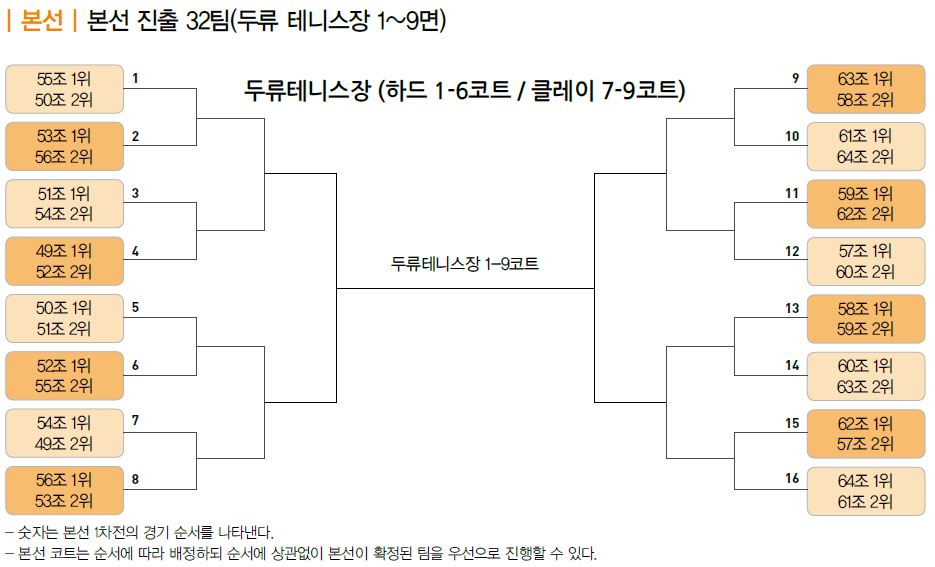 | 본선 | 본선 진출 32팀(두류 테니스장 1~9면)
두류테니스장 (하드 1-6코트 / 클레이 7-9코트)
55조 1위
50조 2위
1
53조 1위
56조 2위
2
51조 1위
54조 2위
3
49조 1위
52조 2위
4
50조 1위
51조 2위
5
52조 1위
55조 2위
6
54조 1위
49조 2위
7
56조 1위
53조 2위
8
두류테니스장 1-9코트
9
63조 1위
58조 2위
10
61조 1위
64조 2위
11
59조 1위
62조 2위
12
57조 1위
60조 2위
13
58조 1위
59조 2위
14
60조 1위
63조 2위
15
62조 1위
57조 2위
16
64조 1위
61조 2위
- 숫자는 본선 1차전의 경기 순서를 나타낸다.
- 본선 코트는 순서에 따라 배정하되 순서에 상관없이 본선이 확정된 팀을 우선으로 진행할 수 있다.